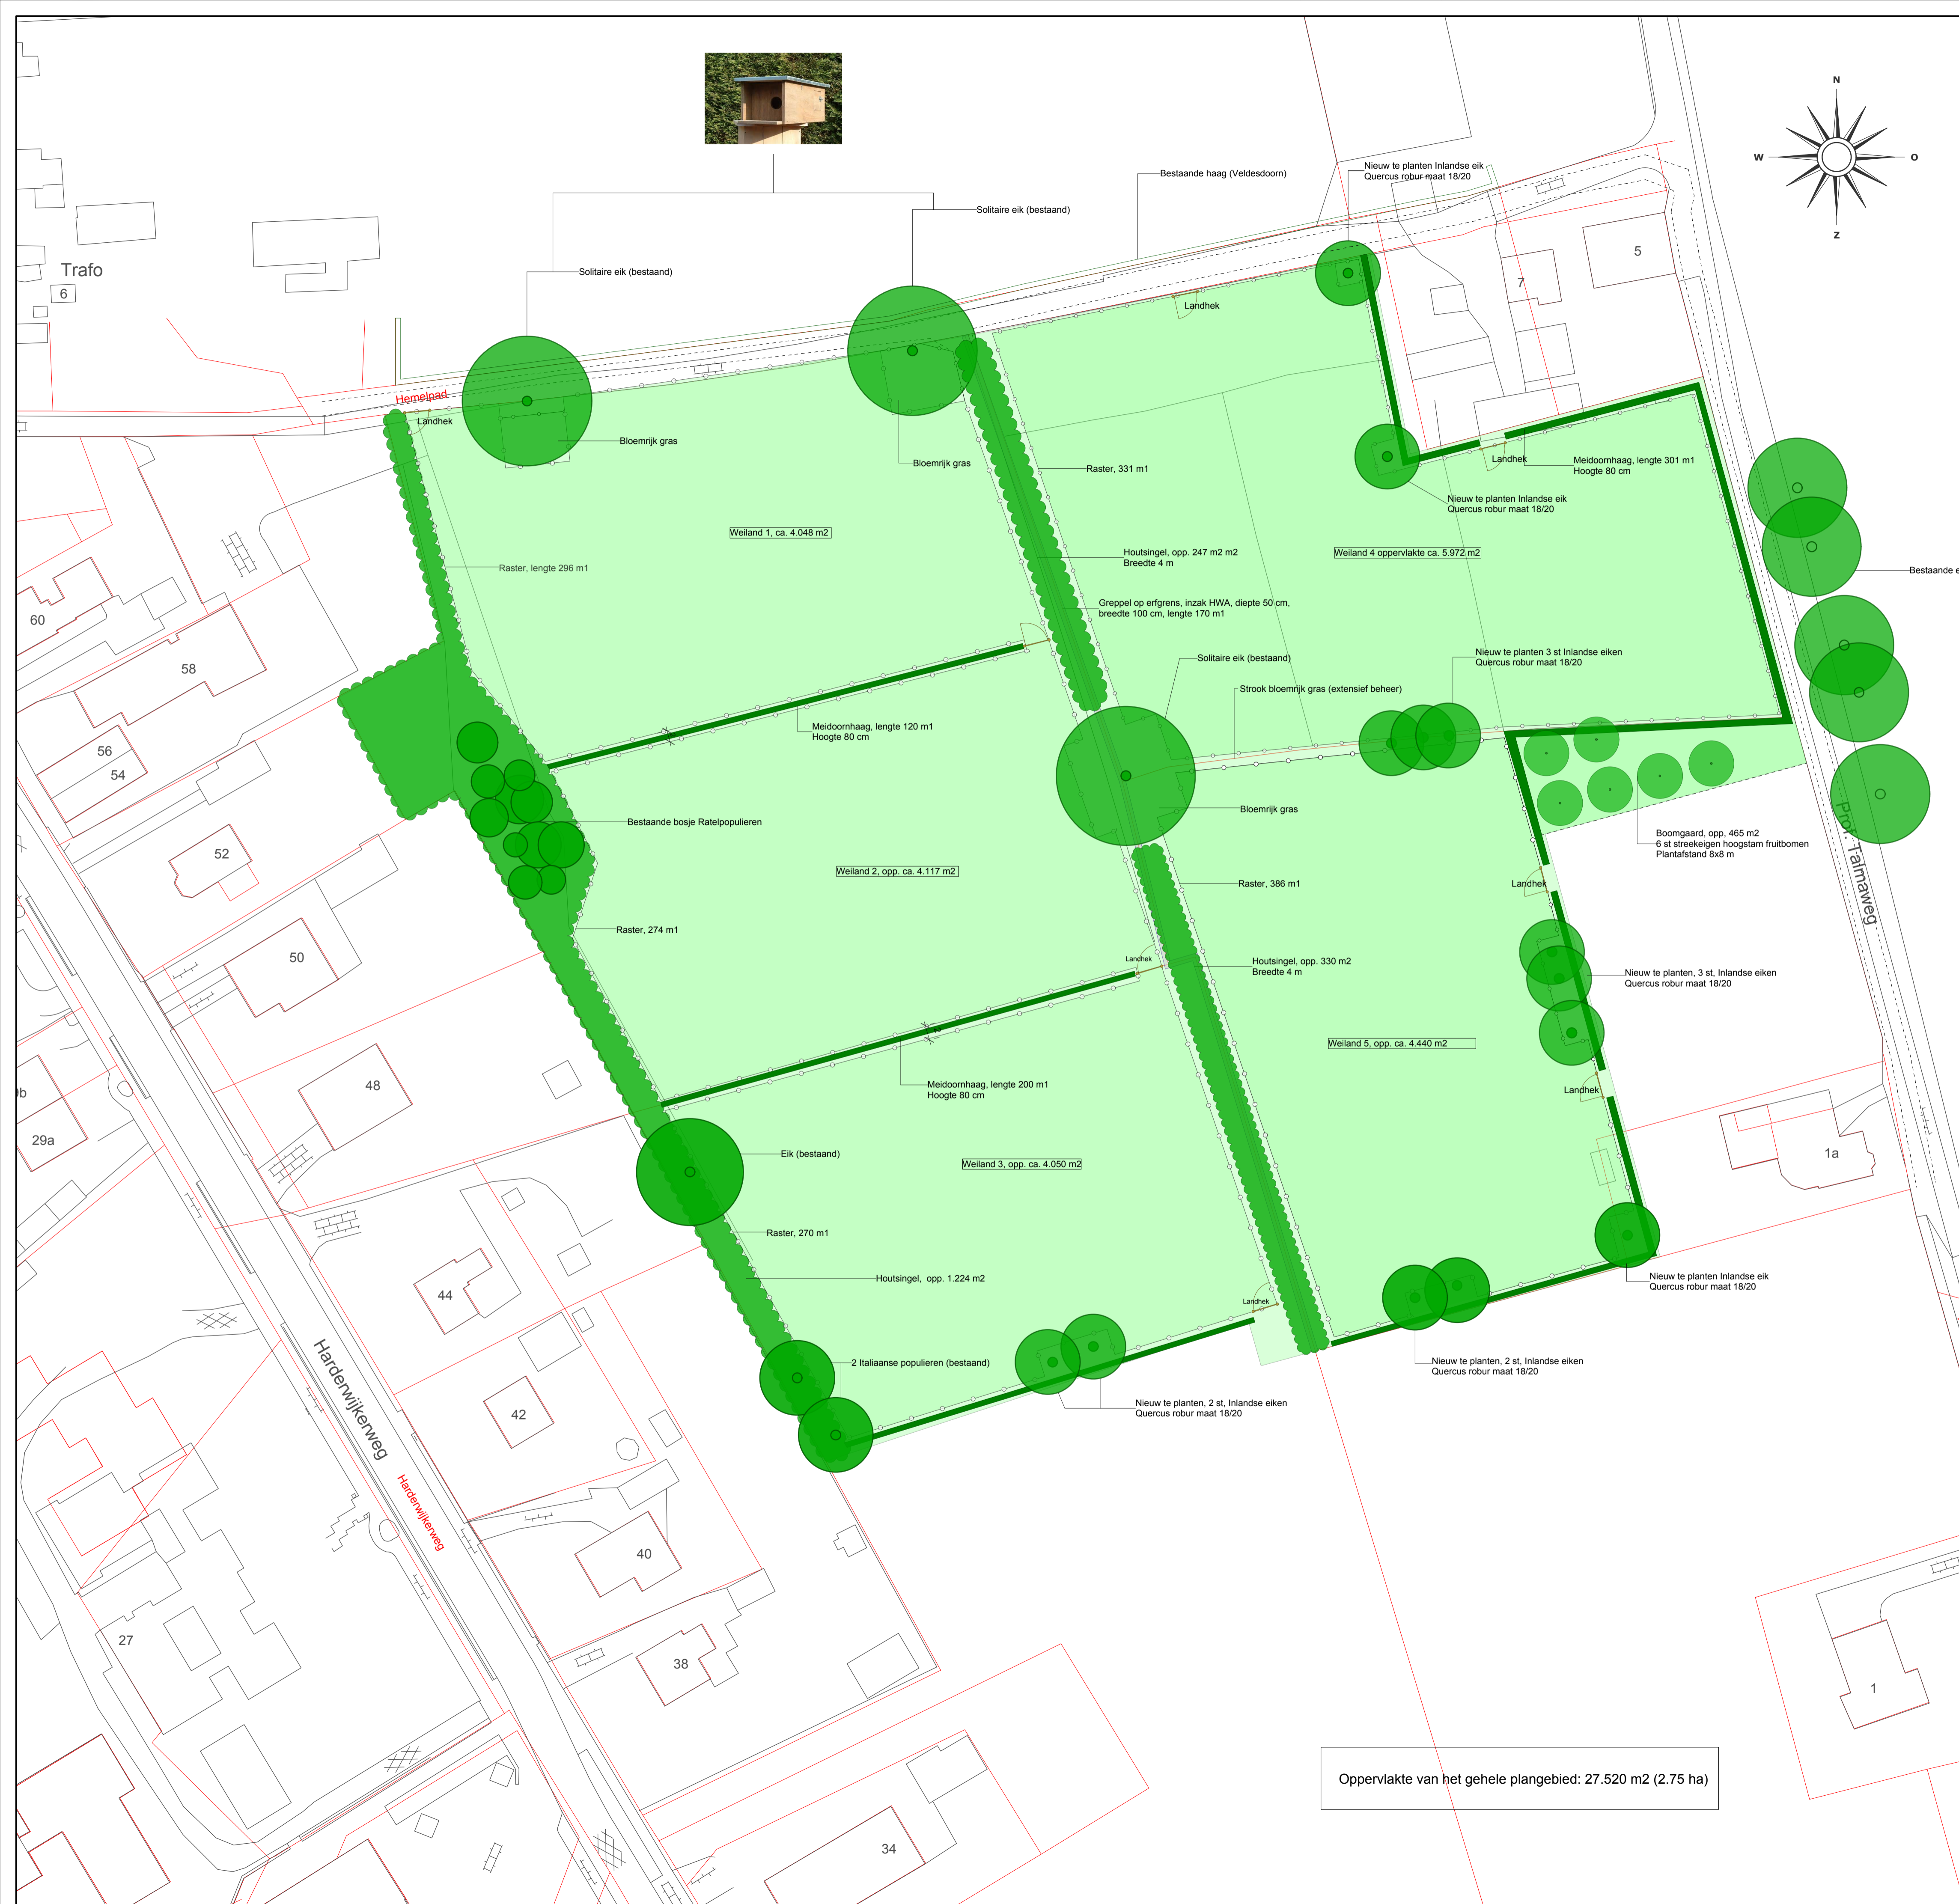 N
W
O
Z
Nieuw te planten Inlandse eik
Quercus robur maat 18/20
Bestaande haag (Veldesdoorn)
Solitaire eik (bestaand)
Solitaire eik (bestaand)
Trafo
6
5
7
Landhek
Hemelpad
Landhek
Bloemrijk gras
Bloemrijk gras
Raster, 331 m1
Landhek
Meidoornhaag, lengte 301 m1
Hoogte 80 cm
Nieuw te planten Inlandse eik
Quercus robur maat 18/20
Weiland 1, ca. 4.048 m2
Houtsingel, opp. 247 m2 m2
Breedte 4 m
Weiland 4 oppervlakte ca. 5.972 m2
Raster, lengte 296 m1
Bestaande e
Greppel op erfgrens, inzak HWA, diepte 50 cm,
breedte 100 cm, lengte 170 m1
60
58
Solitaire eik (bestaand)
Nieuw te planten 3 st Inlandse eiken
Quercus robur maat 18/20
Strook bloemrijk gras (extensief beheer)
Meidoornhaag, lengte 120 m1
Hoogte 80 cm
56
54
Bestaande bosje Ratelpopulieren
Bloemrijk gras
Boomgaard, opp, 465 m2
6 st streekeigen hoogstam fruitbomen
Plantafstand 8x8 m
Prof. Talmaweg
52
Weiland 2, opp. ca. 4.117 m2
Raster, 386 m1
Landhek
Raster, 274 m1
50
Landhek
Houtsingel, opp. 330 m2
Breedte 4 m
Nieuw te planten, 3 st, Inlandse eiken
Quercus robur maat 18/20
Weiland 5, opp. ca. 4.440 m2
48
Meidoornhaag, lengte 200 m1
Hoogte 80 cm
Landhek
9b
29a
Eik (bestaand)
Weiland 3, opp. ca. 4.050 m2
1a
Raster, 270 m1
Houtsingel, opp. 1.224 m2
44
Landhek
Nieuw te planten Inlandse eik
Quercus robur maat 18/20
2 Italiaanse populieren (bestaand)
Nieuw te planten, 2 st, Inlandse eiken
Quercus robur maat 18/20
Nieuw te planten, 2 st, Inlandse eiken
Quercus robur maat 18/20
Harderwijkerweg
42
Harderwijkerweg
40
27
38
1
Oppervlakte van het gehele plangebied: 27.520 m2 (2.75 ha)
34